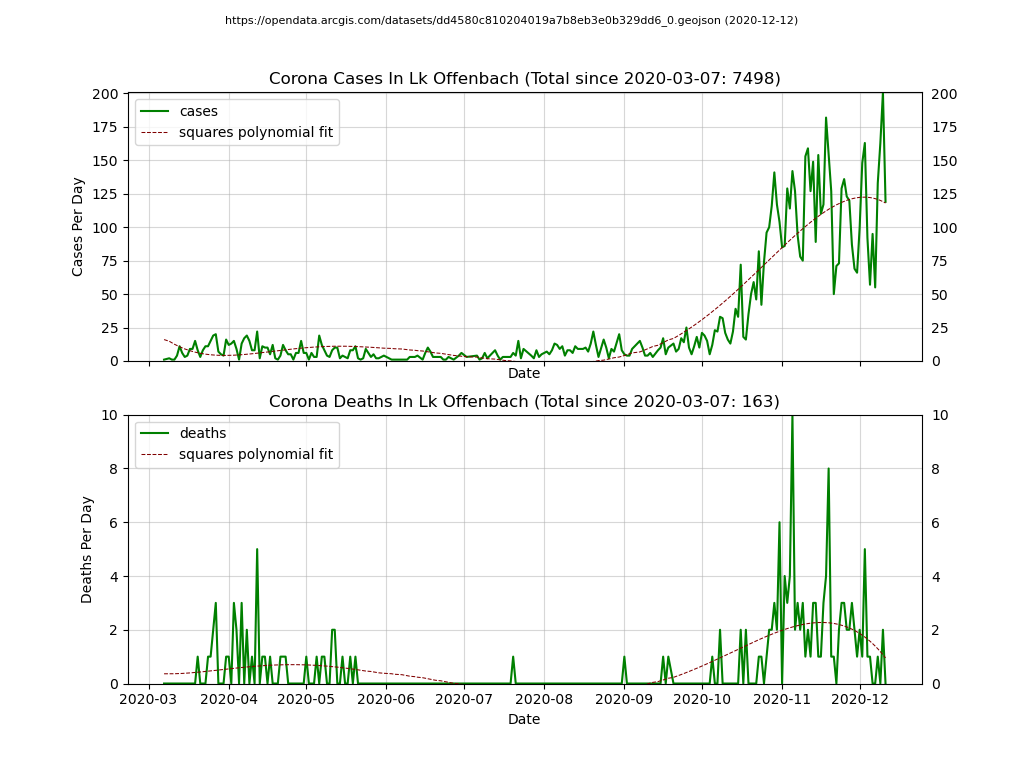 https://opendata.arcgis.com/datasets/dd4580c810204019a7b8eb3e0b329dd6_0.geojson (2020-12-12)
Corona Cases In Lk Offenbach (Total since 2020-03-07: 7498)
cases
squares polynomial fit
200
175
150
125
100
75
50
25
0
Cases Per Day
200
175
150
125
100
75
50
25
0
Date
Corona Deaths In Lk Offenbach (Total since 2020-03-07: 163)
deaths
squares polynomial fit
10
8
6
4
2
0
Deaths Per Day
10
8
6
4
2
0
2020-03 2020-04 2020-05 2020-06 2020-07 2020-08 2020-09 2020-10 2020-11 2020-12
Date